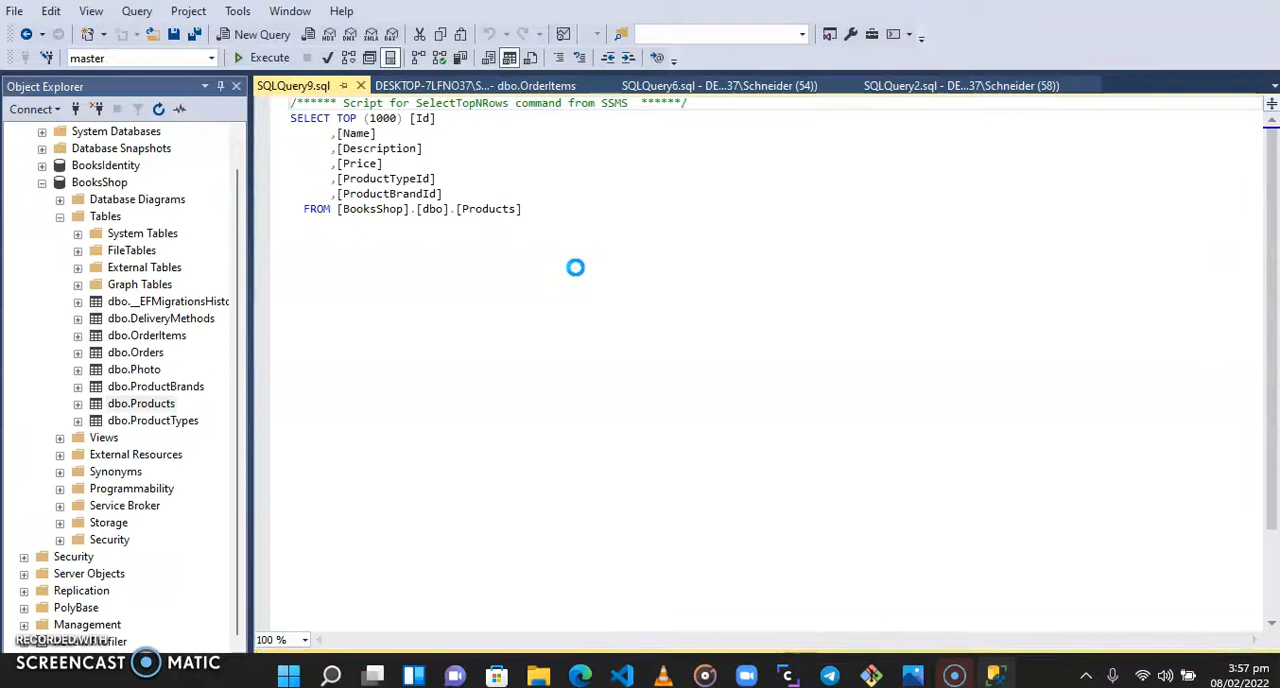 File Edit View Query Project Tools Window Help
New Query
master Execute
Object Explorer
SQLQuery9.sql DESKTOP-7LFNO37\S... - dbo.OrderItems SQLQuery6.sql - DE...37\Schneider (54)) SQLQuery2.sql - DE...37\Schneider (58))
Connect
System Databases
Database Snapshots
BooksIdentity
BooksShop
Database Diagrams
Tables
System Tables
FileTables
External Tables
Graph Tables
dbo.__EFMigrationsHisto
dbo.DeliveryMethods
dbo.OrderItems
dbo.Orders
dbo.Photo
dbo.ProductBrands
dbo.Products
dbo.ProductTypes
Views
External Resources
Synonyms
Programmability
Service Broker
Storage
Security
Security
Server Objects
Replication
PolyBase
Management
/****** Script for SelectTopNRows command from SSMS ******/
SELECT TOP (1000) [Id]
,[Name]
,[Description]
,[Price]
,[ProductTypeId]
,[ProductBrandId]
FROM [BooksShop].[dbo].[Products]
100 %
RECORDED WITH
SCREENCAST MATIC
3:57 pm
08/02/2022